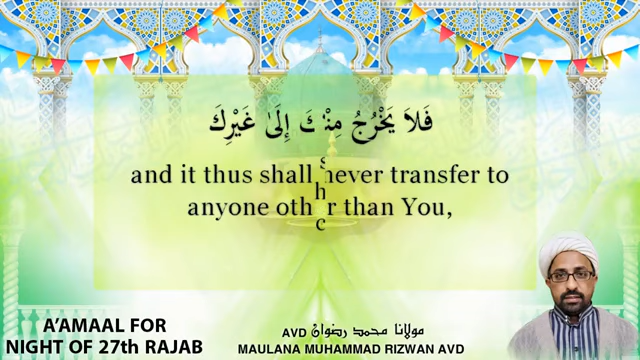 فَلاَ يَخْرُجُ مِنْكَ إِلَىٰ غَيْرِكَ
and it thus shall never transfer to
anyone other than You,
s
h
c
A'AMAAL FOR
NIGHT OF 27th RAJAB
مولانا محمد رضوان AVD
MAULANA MUHAMMAD RIZWAN AVD